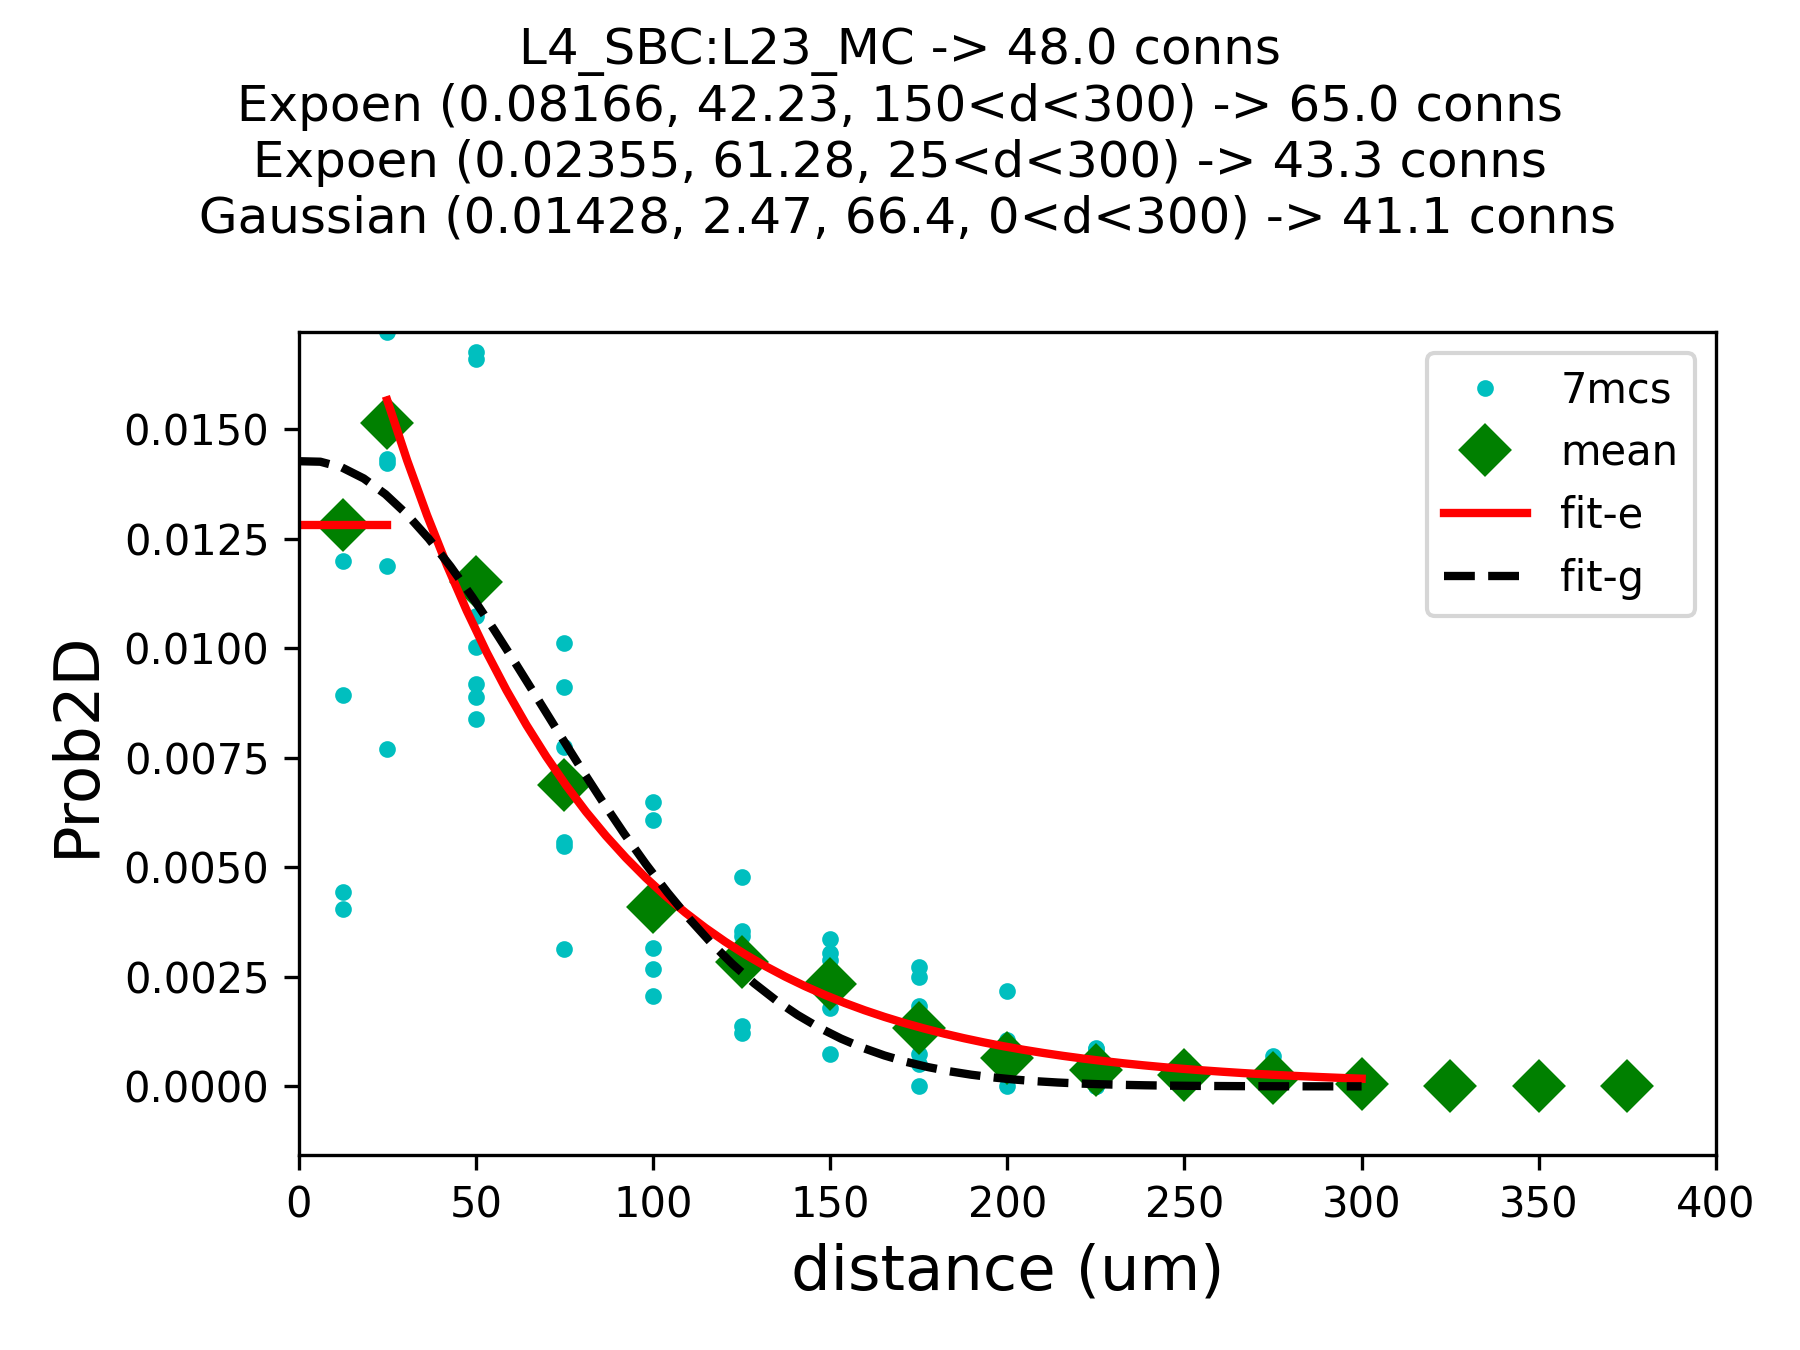 L4_SBC:L23_MC -> 48.0 conns
Expoen (0.08166, 42.23, 150<d<300) -> 65.0 conns
Expoen (0.02355, 61.28, 25<d<300) -> 43.3 conns
Gaussian (0.01428, 2.47, 66.4, 0<d<300) -> 41.1 conns
7mcs
mean
fit-e
fit-g
0.0150
0.0125
0.0100
0.0075
0.0050
0.0025
0.0000
Prob2D
0 50 100 150 200 250 300 350 400
distance (um)